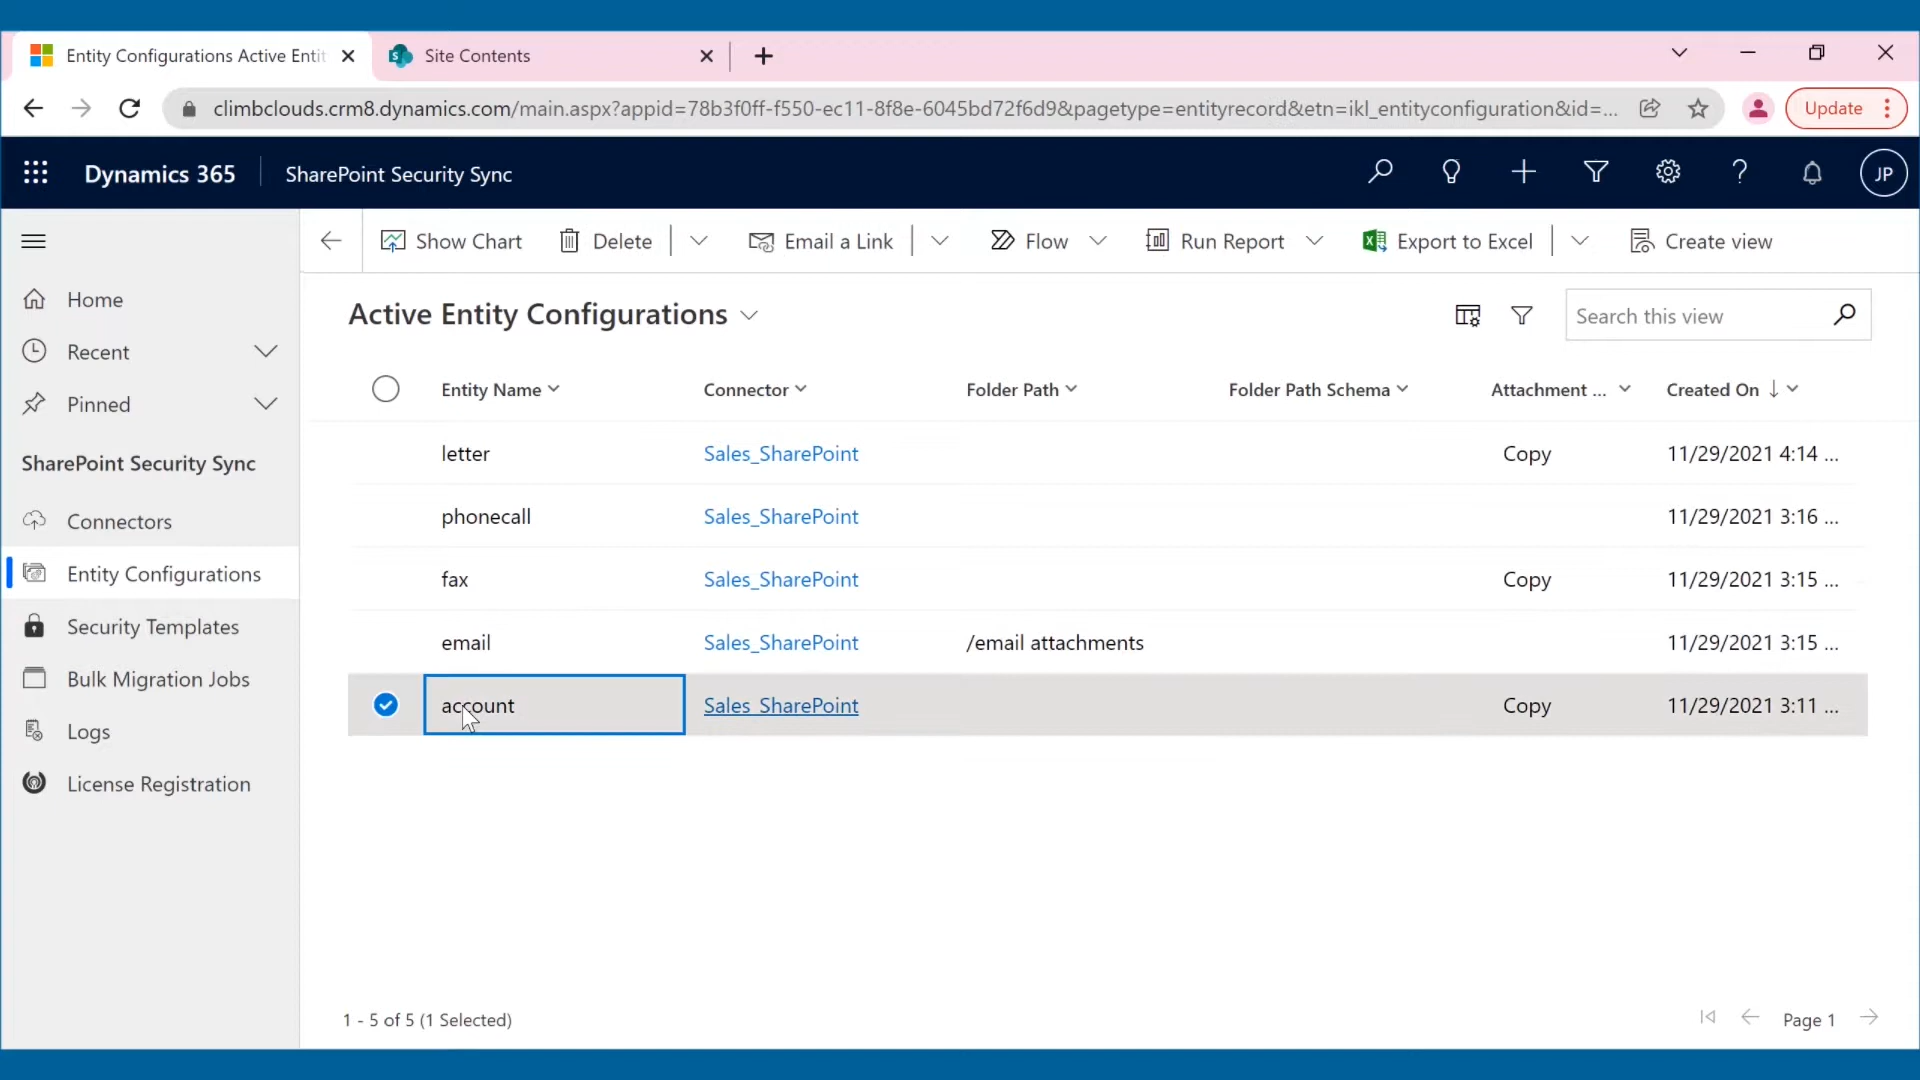 Entity Configurations Active Enti
Site Contents
climbclouds.crm8.dynamics.com/main.aspx?appid=78b3f0ff-f550-ec11-8f8e-6045bd72f6d9&pagetype=entityrecord&etn=ikl_entityconfiguration&id=...
Update
Dynamics 365
SharePoint Security Sync
JP
Show Chart
Delete
Email a Link
Flow
Run Report
Export to Excel
Create view
Home
Recent
Pinned
SharePoint Security Sync
Connectors
Entity Configurations
Security Templates
Bulk Migration Jobs
Logs
License Registration
Active Entity Configurations
Search this view
Entity Name Connector Folder Path Folder Path Schema Attachment ... Created On
letter Sales_SharePoint Copy 11/29/2021 4:14 ...
phonecall Sales_SharePoint 11/29/2021 3:16 ...
fax Sales_SharePoint Copy 11/29/2021 3:15 ...
email Sales_SharePoint /email attachments 11/29/2021 3:15 ...
account Sales_SharePoint Copy 11/29/2021 3:11 ...
1 - 5 of 5 (1 Selected)
Page 1